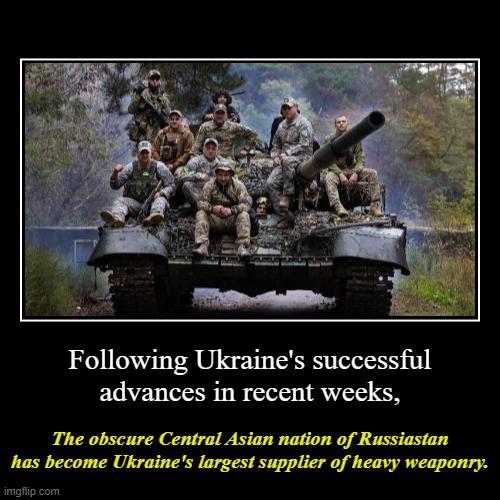 Following Ukraine's successful
advances in recent weeks,
The obscure Central Asian nation of Russiastan
has become Ukraine's largest supplier of heavy weaponry.
imgflip.com